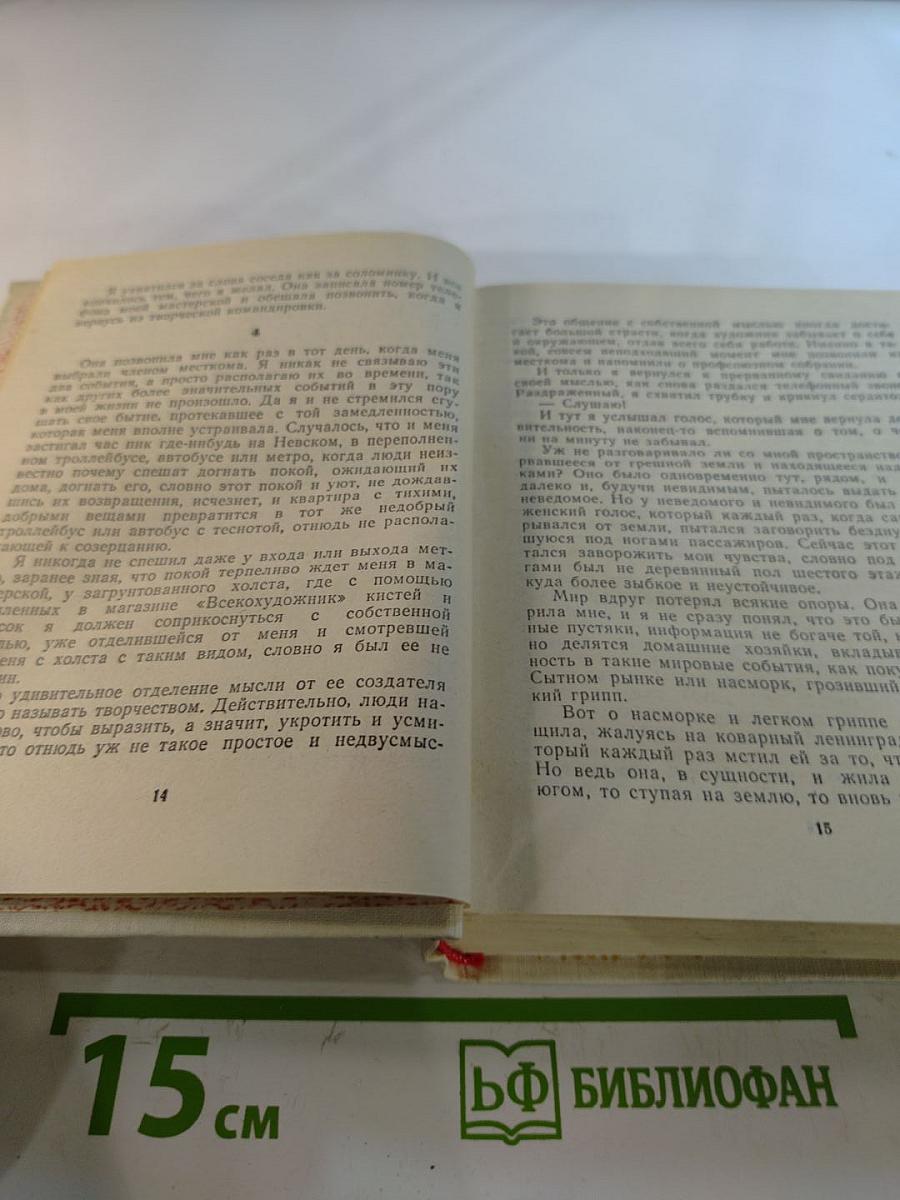 Я ухватился за слова соседа как за соломинку. И все
кончилось тем, чего я желал. Она записала номер теле-
фона моей мастерской и обещала позвонить, когда я
вернусь из творческой командировки.
4
Она позвонила мне как раз в тот день, когда меня
выбрали членом месткома. Я никак не связываю эти
два события, а просто располагаю их во времени, так
как других более значительных событий в эту пору
в моей жизни не произошло. Да я и не стремился сгу-
щать свое бытие, протекавшее с той замедленностью,
которая меня вполне устраивала. Случалось, что и меня
застигал час пик где-нибудь на Невском, в переполнен-
ном троллейбусе, автобусе или метро, когда люди неиз-
вестно почему спешат догнать покой, ожидающий их
дома, догнать его, словно этот покой и уют, не дождав-
шись их возвращения, исчезнет, и квартира с тихими,
добрыми вещами превратится в тот же недобрый
троллейбус или автобус с теснотой, отнюдь не распола-
гающей к созерцанию.
Я никогда не спешил даже у входа или выхода мет-
, заранее зная, что покой терпеливо ждет меня в ма-
ерской, у загрунтованного холста, где с помощью
ленных в магазине «Всекохудожник» кистей и
сок я должен соприкоснуться с собственной
лью, уже отделившейся от меня и смотревшей
еня с холста с таким видом, словно я был ее не
ин.
о удивительное отделение мысли от ее создателя
о называть творчеством. Действительно, люди на-
ово, чтобы выразить, а значит, укротить и усми-
то отнюдь уж не такое простое и недвусмыс-
14
Это общение с собственной мыслью иногда дости-
гает большой страсти, когда художник забывает о себе
и окружающем, отдав всего себя работе. Именно в та-
кой, совсем неподходящий момент мне позвонили из
месткома и напомнили о профсоюзном собрании.
И только я вернулся к прерванному свиданию с
своей мыслью, как снова раздался телефонный звон
Раздраженный, я схватил трубку и крикнул сердито
— Слушаю!
И тут я услышал голос, который мне вернула де
вительность, наконец-то вспомнившая о том, о ч
ни на минуту не забывал.
Уж не разговаривало ли со мной пространство
рвавшееся от грешной земли и находящееся над
ками? Оно было одновременно тут, рядом, и
далеко и, будучи невидимым, пыталось выдать
неведомое. Но у неведомого и невидимого был
женский голос, который каждый раз, когда са
рывался от земли, пытался заговорить бездну
шуюся под ногами пассажиров. Сейчас этот
тался заворожить мои чувства, словно под
гами был не деревянный пол шестого этаж
куда более зыбкое и неустойчивое.
Мир вдруг потерял всякие опоры. Она
рила мне, и я не сразу понял, что это бы
ные пустяки, информация не богаче той, к
но делятся домашние хозяйки, вкладыв
ность в такие мировые события, как поку
Сытном рынке или насморк, грозивший
кий грипп.
Вот о насморке и легком гриппе
щила, жалуясь на коварный ленинград
торый каждый раз мстил ей за то, чт
Но ведь она, в сущности, и жила
югом, то ступая на землю, то вновь
15
15 см
БФ БИБЛИОФАН